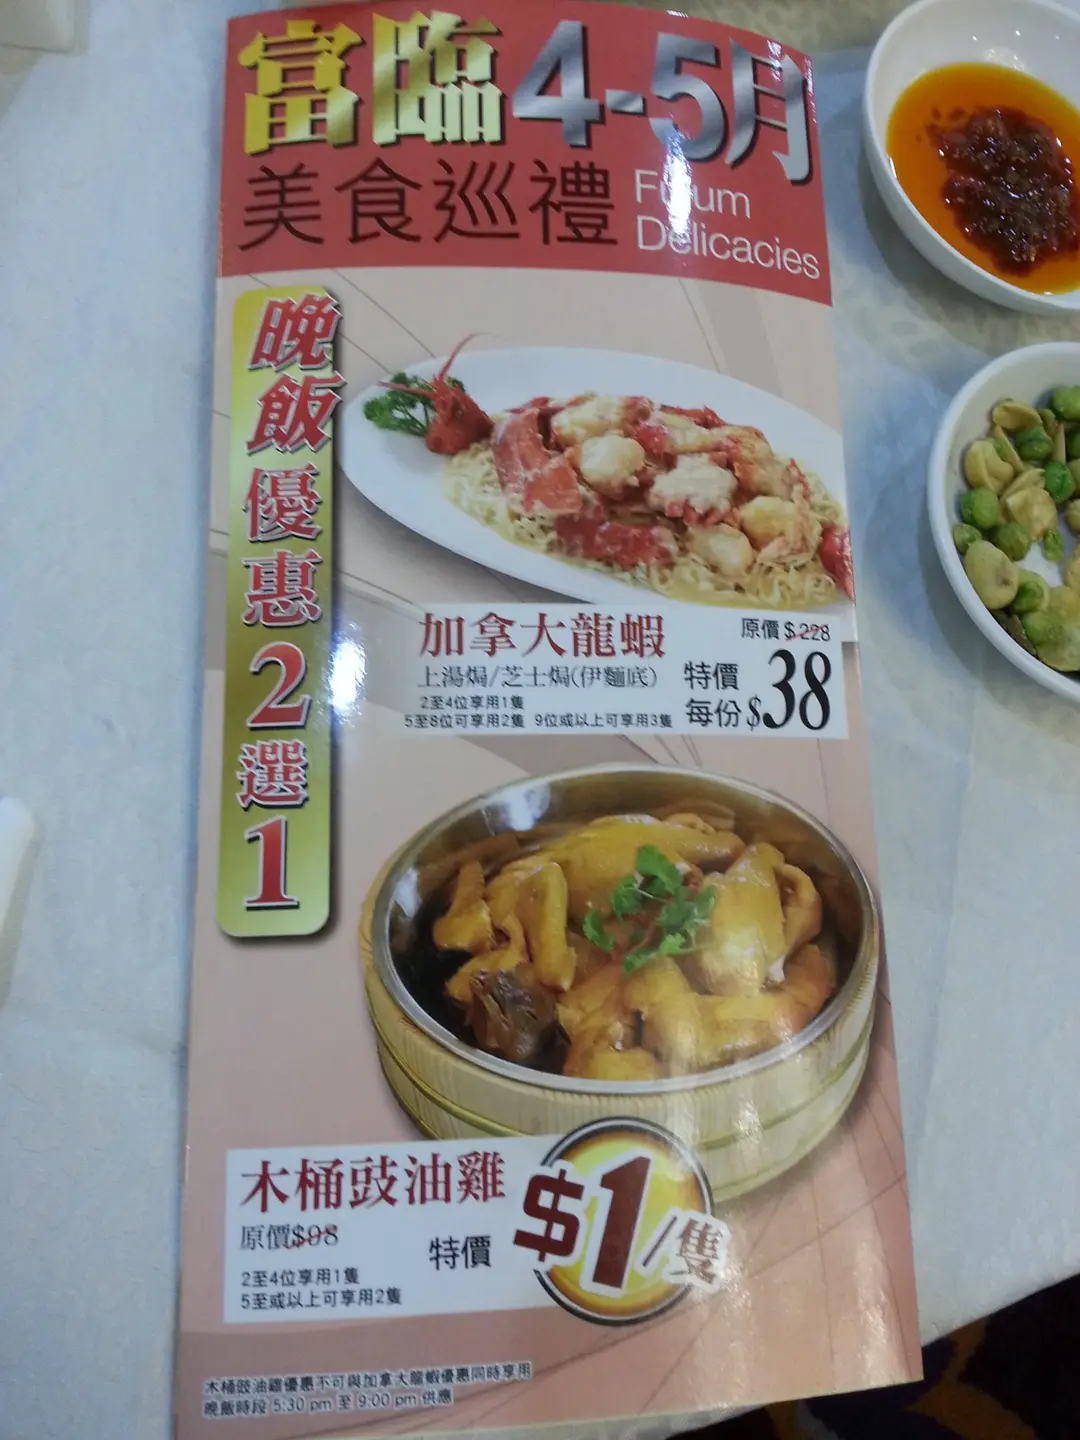 富臨4-5月
美食巡禮
Forum
Delicacies
晚飯優惠2選1
加拿大龍蝦
上湯焗/芝士焗(伊麵底)
2至4位享用1隻
5至8位可享用2隻 9位或以上可享用3隻
原價$228
特價
每份$38
木桶豉油雞
原價$98
特價
$1/隻
2至4位享用1隻
5至或以上可享用2隻
木桶豉油雞優惠不可與加拿大龍蝦優惠同時享用
晚飯時段 5:30 pm 至 9:00 pm 供應